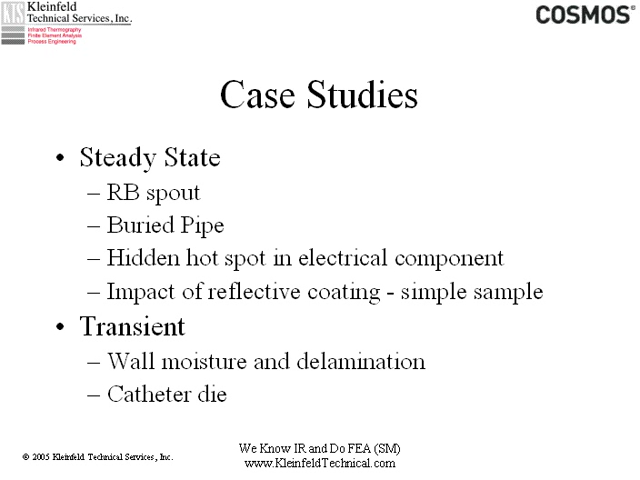 KTS
Kleinfeld
Technical Services, Inc.
Infrared Thermography
Finite Element Analysis
Process Engineering
COSMOS®
Case Studies
• Steady State
– RB spout
– Buried Pipe
– Hidden hot spot in electrical component
– Impact of reflective coating - simple sample
• Transient
– Wall moisture and delamination
– Catheter die
© 2005 Kleinfeld Technical Services, Inc.
We Know IR and Do FEA (SM)
www.KleinfeldTechnical.com